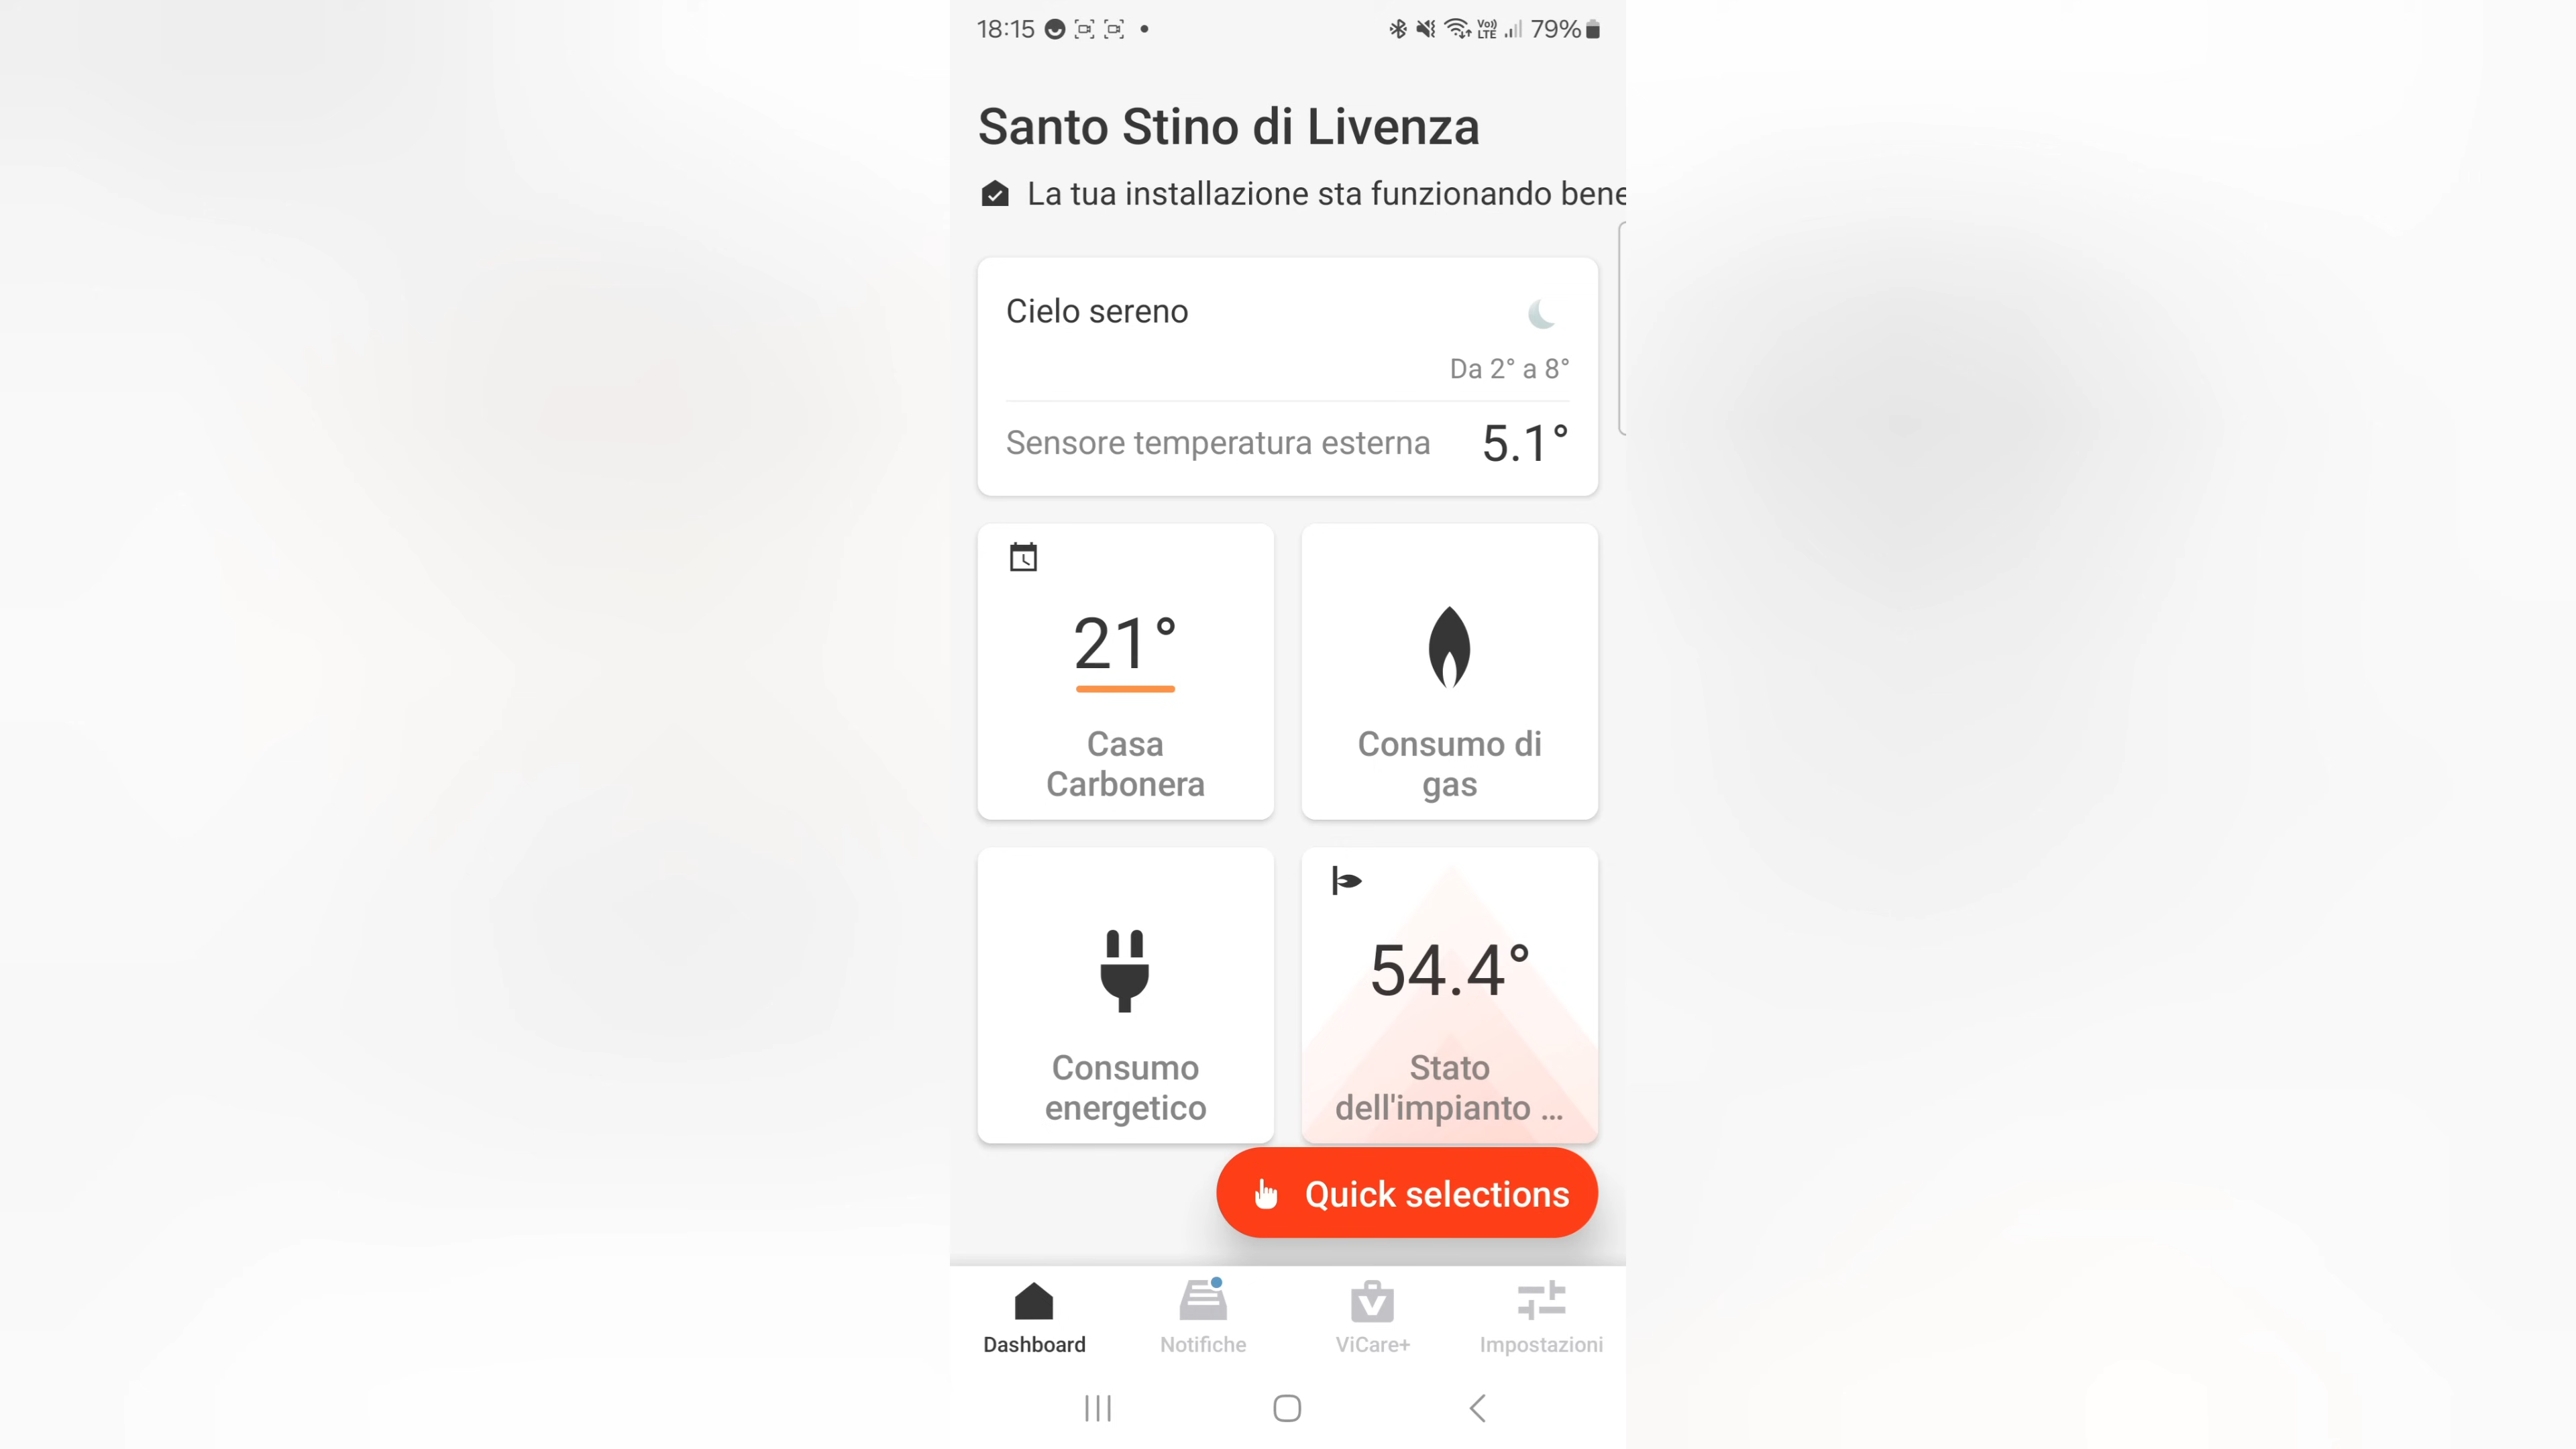 18:15
Vo)) LTE 79%
Santo Stino di Livenza
La tua installazione sta funzionando bene
Cielo sereno
Da 2° a 8°
Sensore temperatura esterna 5.1°
21°
Casa
Carbonera
Consumo di
gas
Consumo
energetico
54.4°
Stato
dell'impianto ...
Quick selections
Dashboard
Notifiche
ViCare+
Impostazioni